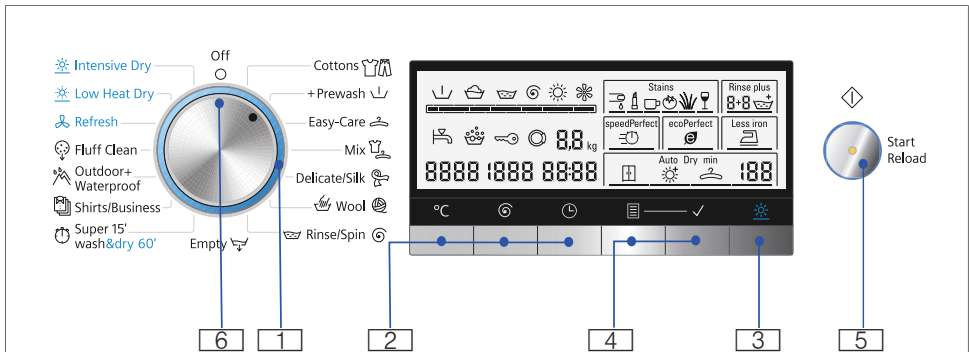 Off
Intensive Dry
Low Heat Dry
Refresh
Fluff Clean
Outdoor+
Waterproof
Shirts/Business
Super 15'
wash&dry 60'
Empty
Cottons
+Prewash
Easy-Care
Mix
Delicate/Silk
Wool
Rinse/Spin
Stains
Rinse plus
8+8
speedPerfect
ecoPerfect
Less iron
8.8 kg
Auto Dry min
8888 1888 88:88
188
°C
Start
Reload
6
1
2
4
3
5